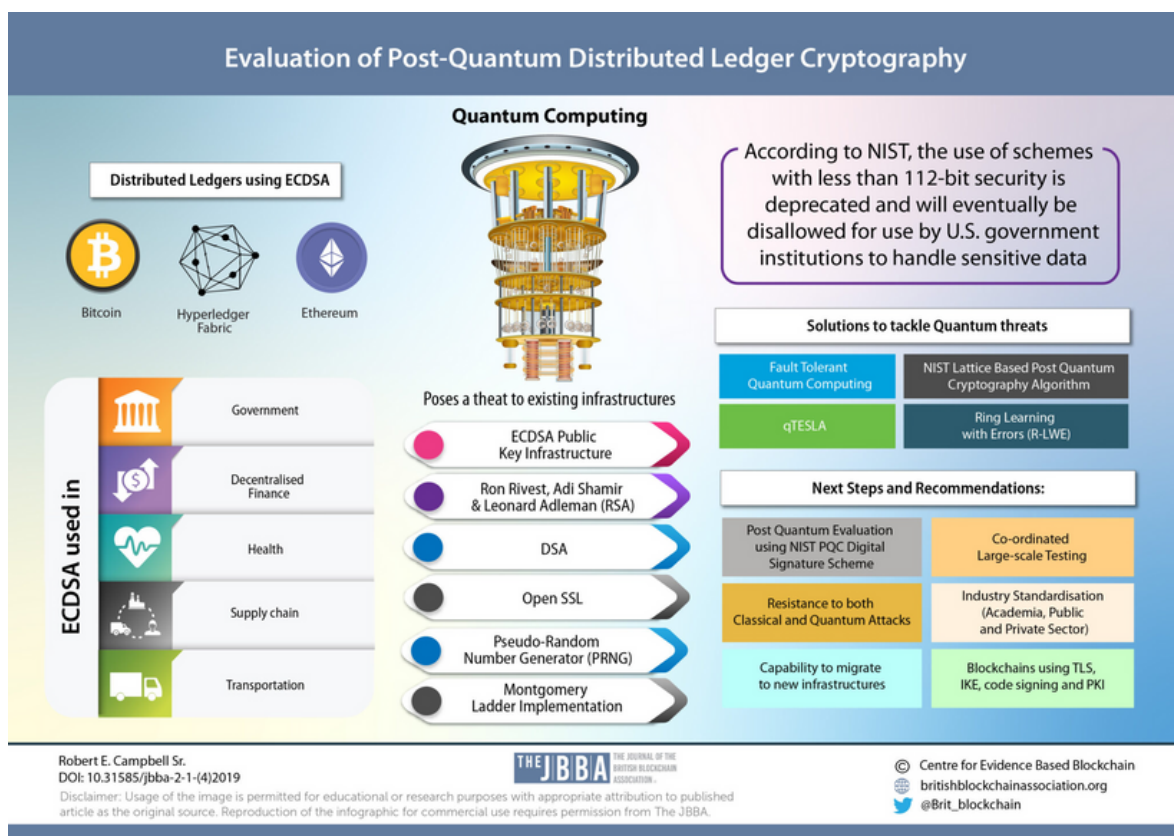 Evaluation of Post-Quantum Distributed Ledger Cryptography
Distributed Ledgers using ECDSA
Bitcoin
Hyperledger
Fabric
Ethereum
ECDSA used in
Government
Decentralised
Finance
Health
Supply chain
Transportation
Quantum Computing
Poses a threat to existing infrastructures
ECDSA Public
Key Infrastructure
Ron Rivest, Adi Shamir
& Leonard Adleman (RSA)
DSA
Open SSL
Pseudo-Random
Number Generator (PRNG)
Montgomery
Ladder Implementation
According to NIST, the use of schemes
with less than 112-bit security is
deprecated and will eventually be
disallowed for use by U.S. government
institutions to handle sensitive data
Solutions to tackle Quantum threats
Fault Tolerant
Quantum Computing
NIST Lattice Based Post Quantum
Cryptography Algorithm
qTESLA
Ring Learning
with Errors (R-LWE)
Next Steps and Recommendations:
Post Quantum Evaluation
using NIST PQC Digital
Signature Scheme
Co-ordinated
Large-scale Testing
Resistance to both
Classical and Quantum Attacks
Industry Standardisation
(Academia, Public
and Private Sector)
Capability to migrate
to new infrastructures
Blockchains using TLS,
IKE, code signing and PKI
Robert E. Campbell Sr.
DOI: 10.31585/jbba-2-1-(4)2019
Disclaimer: Usage of the image is permitted for educational or research purposes with appropriate attribution to published
article as the original source. Reproduction of the infographic for commercial use requires permission from The JBBA.
THE JBBA
THE JOURNAL OF THE
BRITISH BLOCKCHAIN
ASSOCIATION
© Centre for Evidence Based Blockchain
britishblockchainassociation.org
@Brit_blockchain